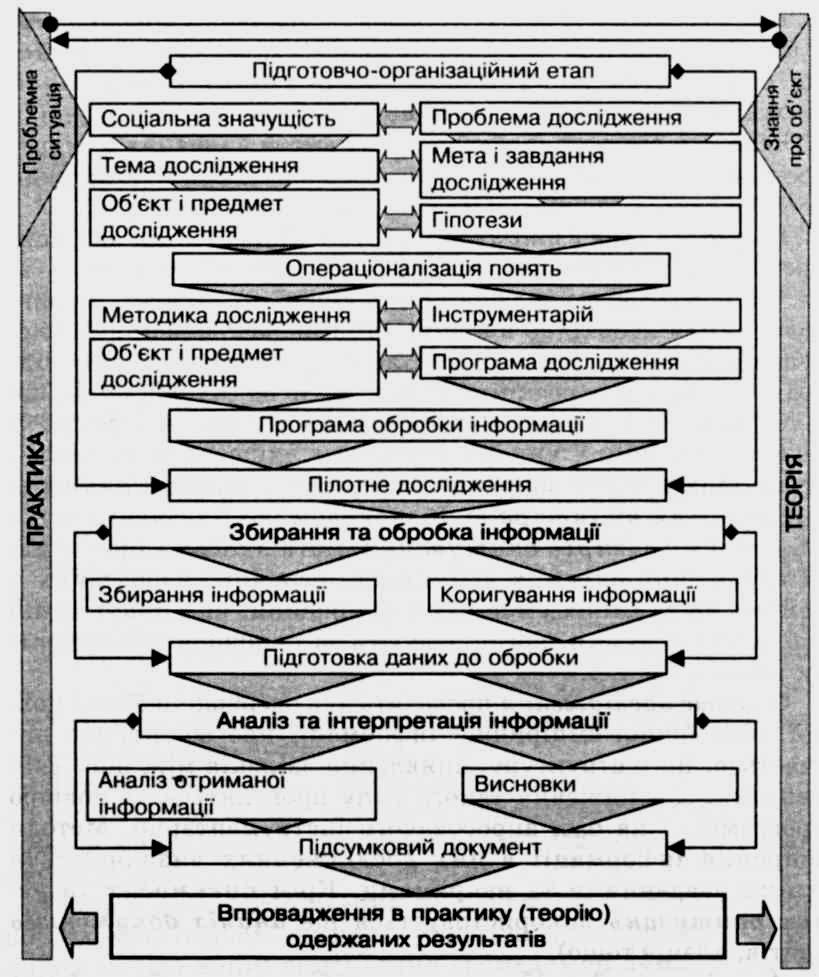 Підготовчо-організаційний етап
Проблемна
ситуація
Знання
про об'єкт
Соціальна значущість
Проблема дослідження
Тема дослідження
Мета і завдання
дослідження
Об'єкт і предмет
дослідження
Гіпотези
Операціоналізація понять
Методика дослідження
Інструментарій
Об'єкт і предмет
дослідження
Програма дослідження
Програма обробки інформації
Пілотне дослідження
ПРАКТИКА
ТЕОРІЯ
Збирання та обробка інформації
Збирання інформації
Коригування інформації
Підготовка даних до обробки
Аналіз та інтерпретація інформації
Аналіз отриманої
інформації
Висновки
Підсумковий документ
Впровадження в практику (теорію)
одержаних результатів